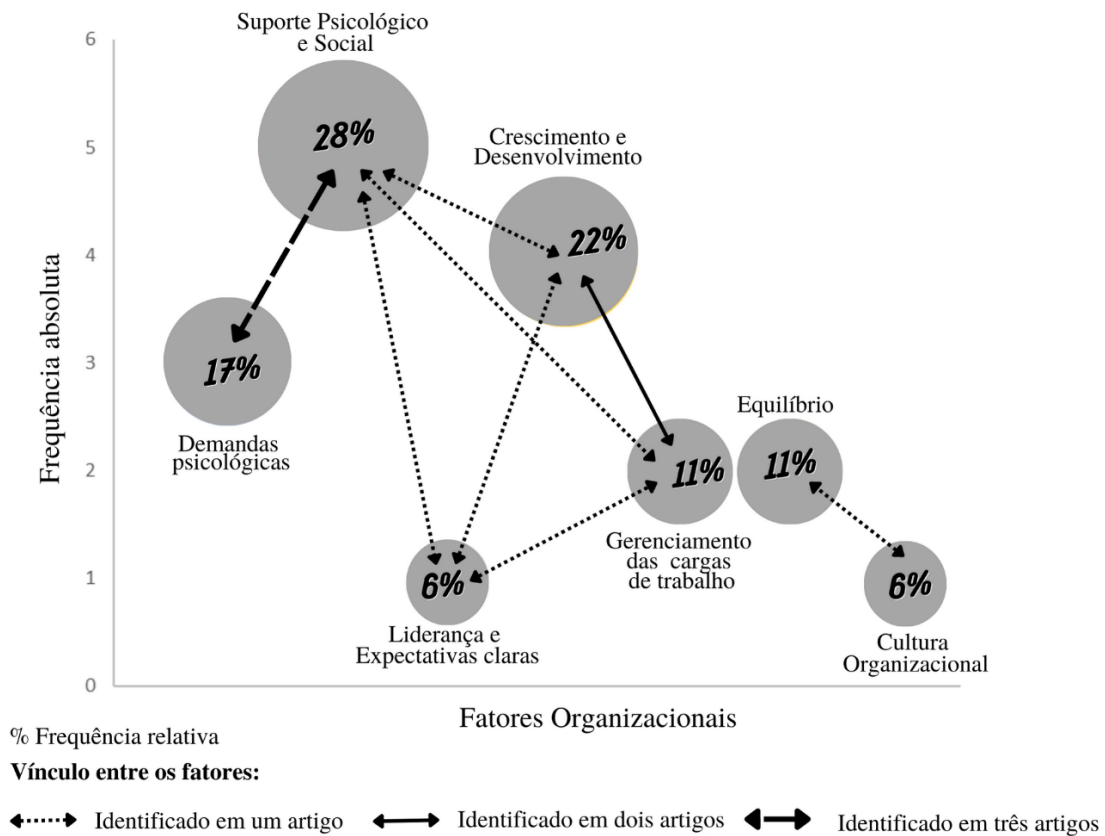 Suporte Psicológico
e Social
6
28%
5
Crescimento e
Desenvolvimento
22%
4
Frequência absoluta
3
17%
Demandas
psicológicas
Equilíbrio
2
11%
11%
Gerenciamento
das cargas
de trabalho
1
6%
6%
Liderança e
Expectativas claras
Cultura
Organizacional
0
Fatores Organizacionais
% Frequência relativa
Vínculo entre os fatores:
Identificado em um artigo
Identificado em dois artigos
Identificado em três artigos